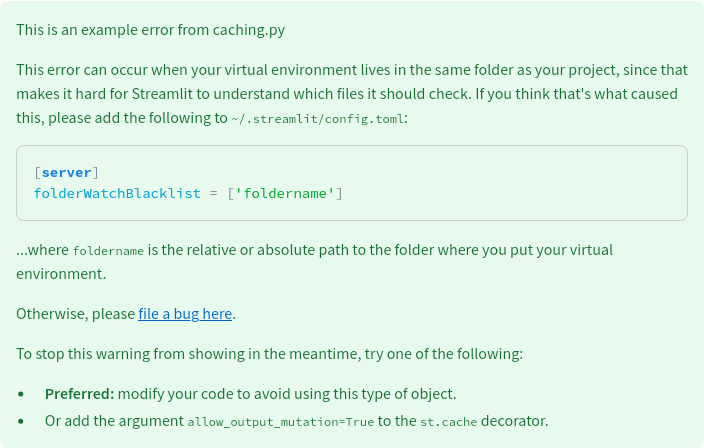 This is an example error from caching.py
This error can occur when your virtual environment lives in the same folder as your project, since that
makes it hard for Streamlit to understand which files it should check. If you think that's what caused
this, please add the following to ~/.streamlit/config.toml:
[server]
folderWatchBlacklist = ['foldername']
...where foldername is the relative or absolute path to the folder where you put your virtual
environment.
Otherwise, please file a bug here.
To stop this warning from showing in the meantime, try one of the following:
• Preferred: modify your code to avoid using this type of object.
• Or add the argument allow_output_mutation=True to the st.cache decorator.